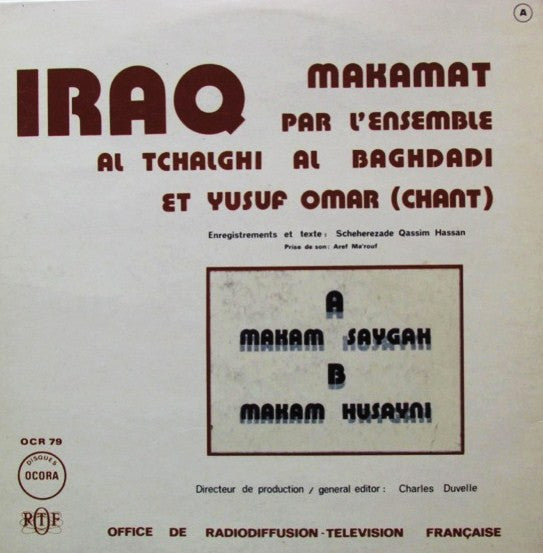 A
IRAQ
MAKAMAT
PAR L'ENSEMBLE
AL TCHALGHI AL BAGHDADI
ET YUSUF OMAR (CHANT)
Enregistrements et texte : Scheherezade Qassim Hassan
Prise de son : Aref Ma'rouf
A
MAKAM SAYGAH
B
MAKAM HUSAYNI
OCR 79
DISQUES
OCORA
RTF
Directeur de production / general editor : Charles Duvelle
OFFICE DE RADIODIFFUSION-TELEVISION FRANÇAISE